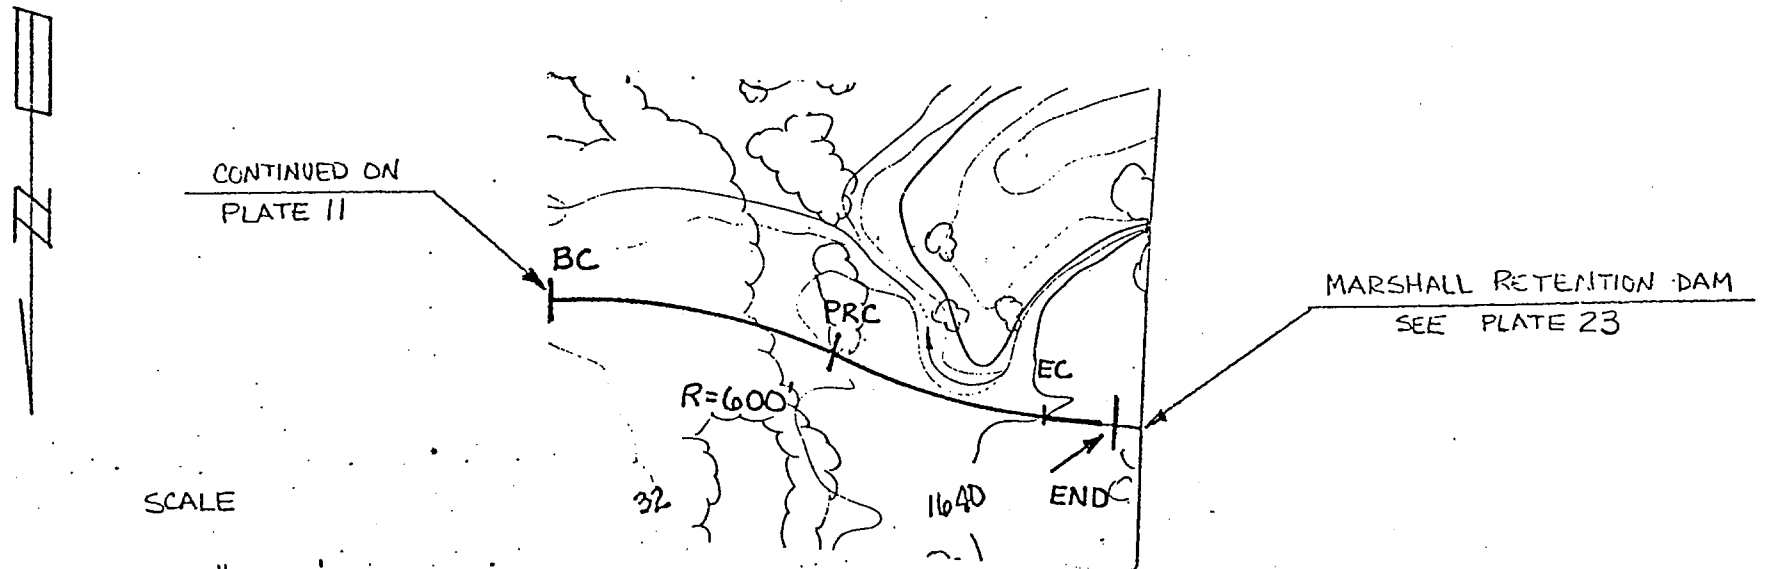 N
CONTINUED ON
PLATE 11
BC
PRC
R=600'
EC
MARSHALL RETENTION DAM
SEE PLATE 23
SCALE
32
1640
END